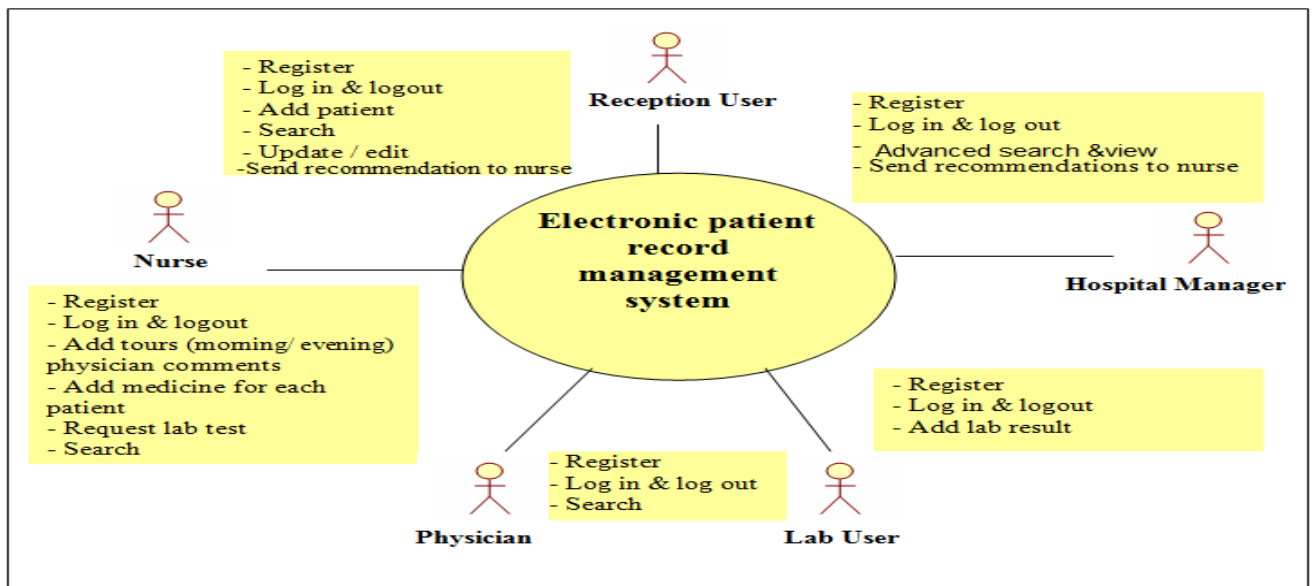 - Register
- Log in & logout
- Add patient
- Search
- Update / edit
-Send recommendation to nurse
Reception User
- Register
- Log in & log out
- Advanced search &view
- Send recommendations to nurse
Electronic patient
record
management
system
Nurse
Hospital Manager
- Register
- Log in & logout
- Add tours (morning/ evening)
physician comments
- Add medicine for each
patient
- Request lab test
- Search
- Register
- Log in & logout
- Add lab result
- Register
- Log in & log out
- Search
Physician
Lab User